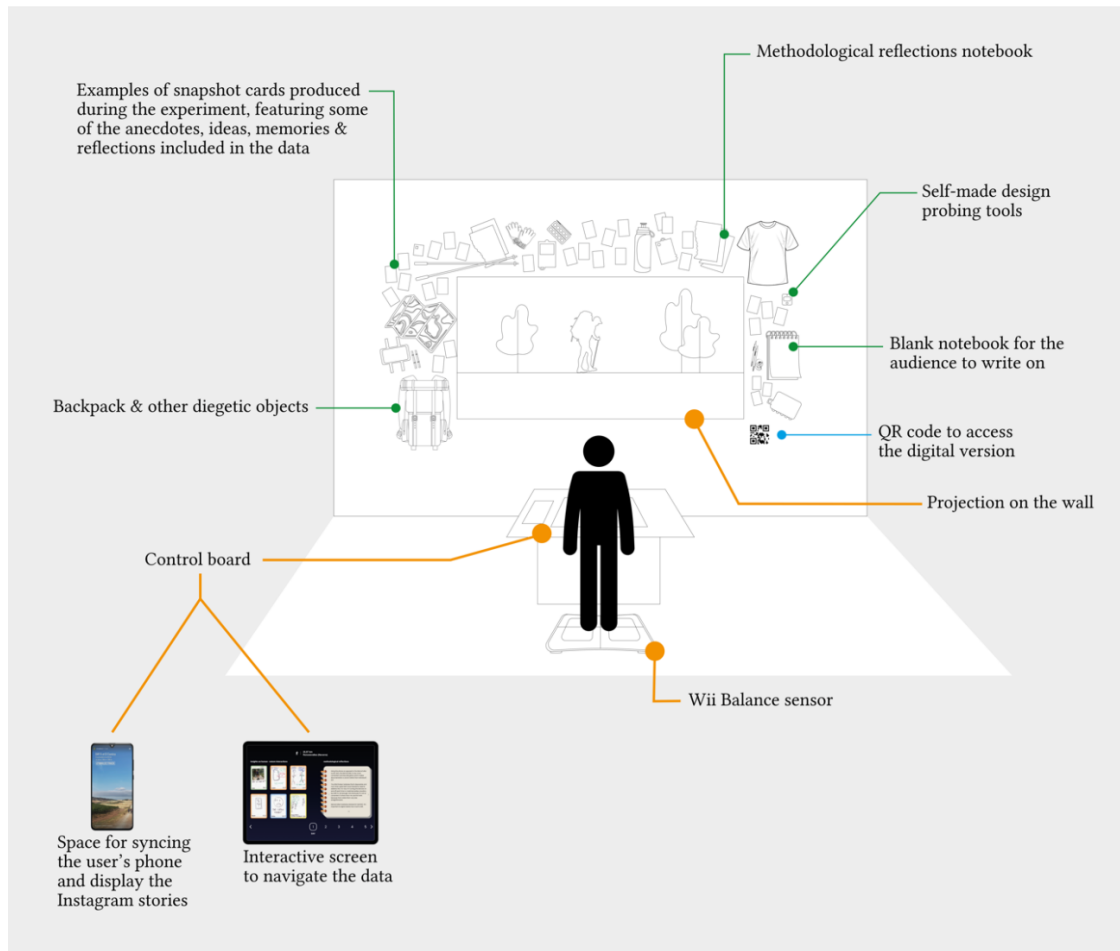 Methodological reflections notebook
Examples of snapshot cards produced
during the experiment, featuring some
of the anecdotes, ideas, memories &
reflections included in the data
Self-made design
probing tools
Blank notebook for the
audience to write on
Backpack & other diegetic objects
QR code to access
the digital version
Projection on the wall
Control board
Wii Balance sensor
Space for syncing
the user's phone
and display the
Instagram stories
Interactive screen
to navigate the data